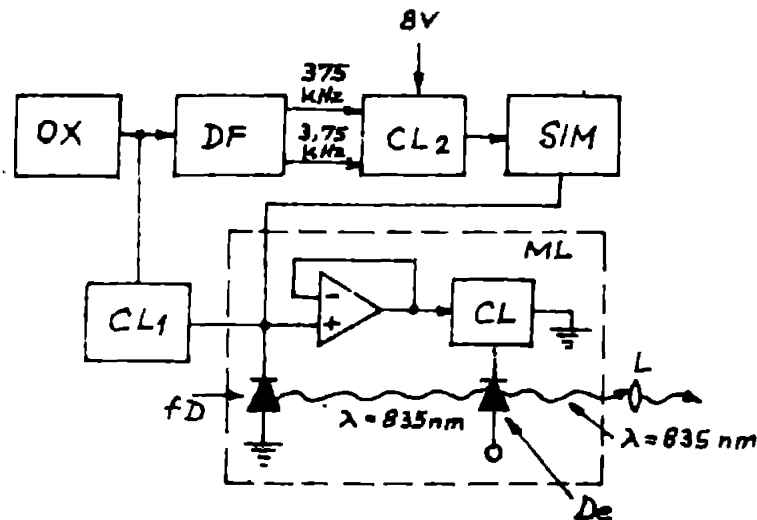 8V
375
kHz
OX
DF
3,75
kHz
CL2
SIM
ML
CL1
-
+
CL
L
fD
λ=835nm
λ=835 nm
De